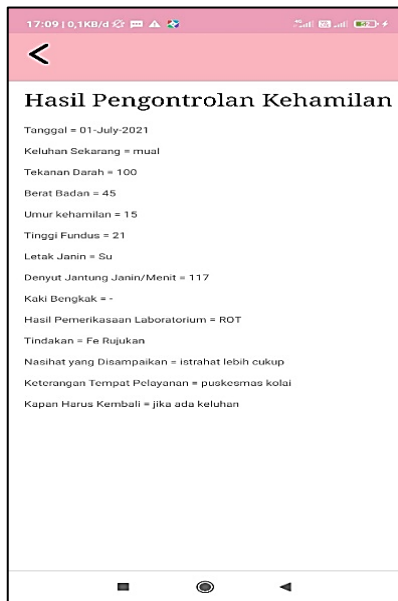 17:09 | 0,1KB/d
52
Hasil Pengontrolan Kehamilan
Tanggal = 01-July-2021
Keluhan Sekarang = mual
Tekanan Darah = 100
Berat Badan = 45
Umur kehamilan = 15
Tinggi Fundus = 21
Letak Janin = Su
Denyut Jantung Janin/Menit = 117
Kaki Bengkak = -
Hasil Pemerikasaan Laboratorium = ROT
Tindakan = Fe Rujukan
Nasihat yang Disampaikan = istrahat lebih cukup
Keterangan Tempat Pelayanan = puskesmas kolai
Kapan Harus Kembali = jika ada keluhan